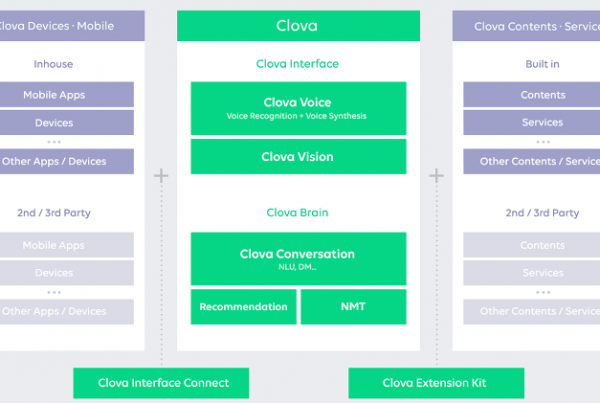 Clova Devices · Mobile
Inhouse
Mobile Apps
Devices
Other Apps / Devices
2nd / 3rd Party
Mobile Apps
Devices
Other Apps / Devices
Clova
Clova Interface
Clova Voice
Voice Recognition + Voice Synthesis
Clova Vision
Clova Brain
Clova Conversation
NLU, DM...
Recommendation
NMT
Clova Contents · Service
Built in
Contents
Services
Other Contents / Service
2nd / 3rd Party
Contents
Services
Other Contents / Service
Clova Interface Connect
Clova Extension Kit